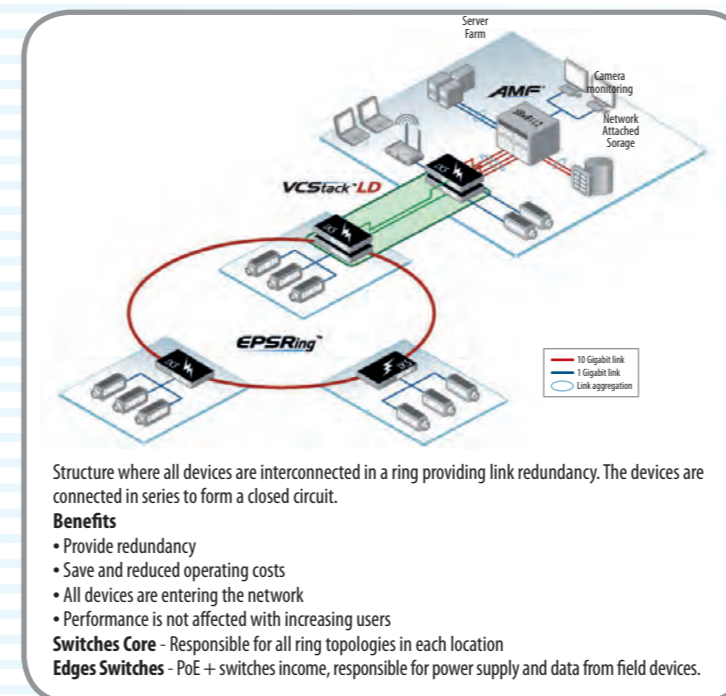 Server
Farm
AMF™
Camera
monitoring
SBx8112
Network
Attached
Sorage
VCStack™LD
EPSRing™
10 Gigabit link
1 Gigabit link
Link aggregation
Structure where all devices are interconnected in a ring providing link redundancy. The devices are
connected in series to form a closed circuit.
Benefits
• Provide redundancy
• Save and reduced operating costs
• All devices are entering the network
• Performance is not affected with increasing users
Switches Core - Responsible for all ring topologies in each location
Edges Switches - PoE + switches income, responsible for power supply and data from field devices.